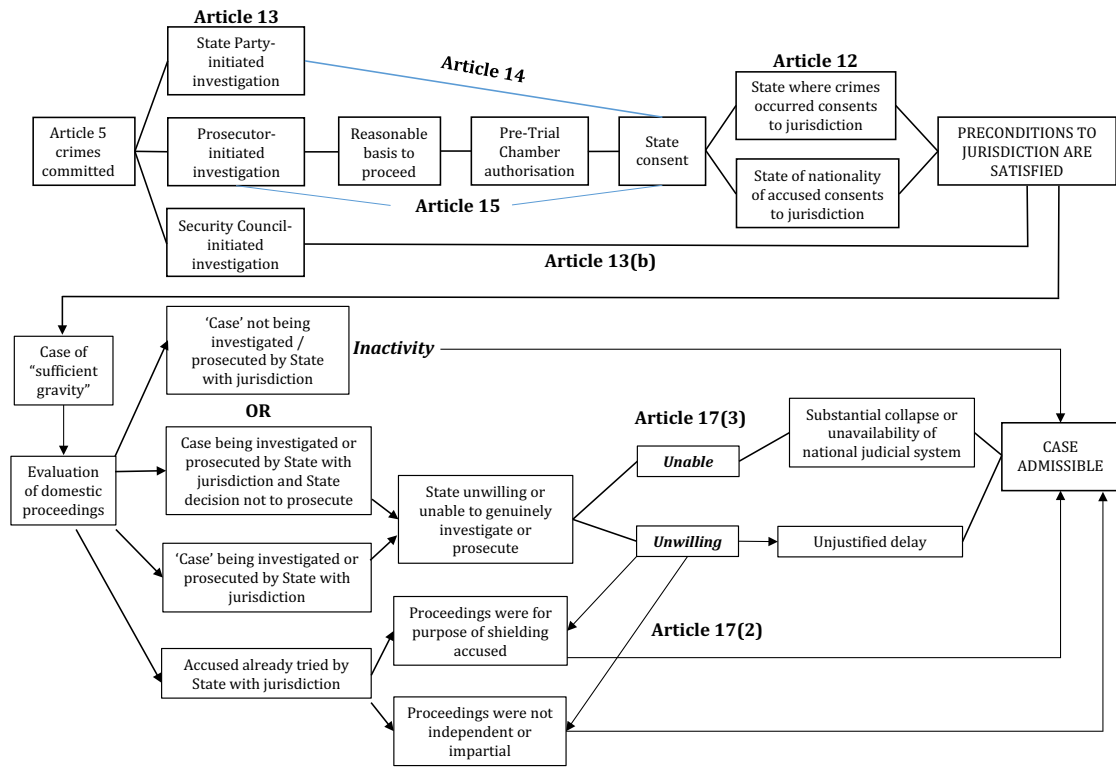 Article 13
State Party-
initiated
investigation
Article 14
Article 12
State where crimes
occurred consents
to jurisdiction
Article 5
crimes
committed
Prosecutor-
initiated
investigation
Reasonable
basis to
proceed
Pre-Trial
Chamber
authorisation
State
consent
PRECONDITIONS TO
JURISDICTION ARE
SATISFIED
State of nationality
of accused consents
to jurisdiction
Article 15
Security Council-
initiated
investigation
Article 13(b)
Case of
“sufficient
gravity”
‘Case’ not being
investigated /
prosecuted by State
with jurisdiction
Inactivity
OR
Article 17(3)
Substantial collapse or
unavailability of
national judicial system
CASE
ADMISSIBLE
Case being investigated or
prosecuted by State with
jurisdiction and State
decision not to prosecute
Unable
Evaluation
of domestic
proceedings
State unwilling or
unable to genuinely
investigate or
prosecute
Unwilling
Unjustified delay
‘Case’ being investigated or
prosecuted by State with
jurisdiction
Proceedings were for
purpose of shielding
accused
Article 17(2)
Accused already tried by
State with jurisdiction
Proceedings were not
independent or
impartial